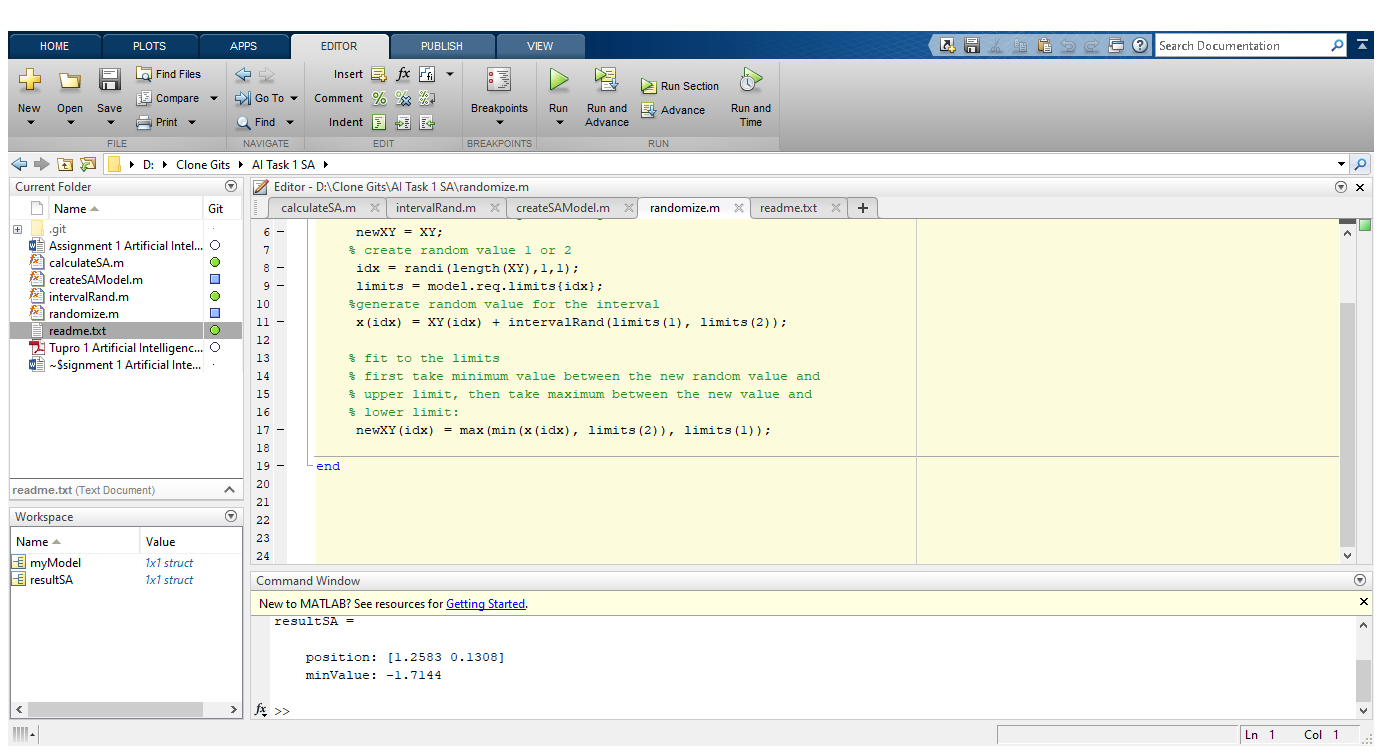 HOME PLOTS APPS EDITOR PUBLISH VIEW Search Documentation
New Open Save Find Files Compare Print
Go To Find
Insert fx fi
Comment
Indent
Breakpoints
Run Run and Advance Run Section Advance Run and Time
FILE NAVIGATE EDIT BREAKPOINTS RUN
D: Clone Gits AI Task 1 SA
Current Folder
Name Git
.git
Assignment 1 Artificial Intel...
calculateSA.m
createSAModel.m
intervalRand.m
randomize.m
readme.txt
Tupro 1 Artificial Intelligenc...
~$signment 1 Artificial Inte...
readme.txt (Text Document)
Workspace
Name Value
myModel 1x1 struct
resultSA 1x1 struct
Editor - D:\Clone Gits\AI Task 1 SA\randomize.m
calculateSA.m intervalRand.m createSAModel.m randomize.m readme.txt
6 newXY = XY;
7 % create random value 1 or 2
8 idx = randi(length(XY),1,1);
9 limits = model.req.limits{idx};
10 %generate random value for the interval
11 x(idx) = XY(idx) + intervalRand(limits(1), limits(2));
12
13 % fit to the limits
14 % first take minimum value between the new random value and
15 % upper limit, then take maximum between the new value and
16 % lower limit:
17 newXY(idx) = max(min(x(idx), limits(2)), limits(1));
18
19 end
20
21
22
23
24
Command Window
New to MATLAB? See resources for Getting Started.
resultSA =
position: [1.2583 0.1308]
minValue: -1.7144
fx >>
Ln 1 Col 1